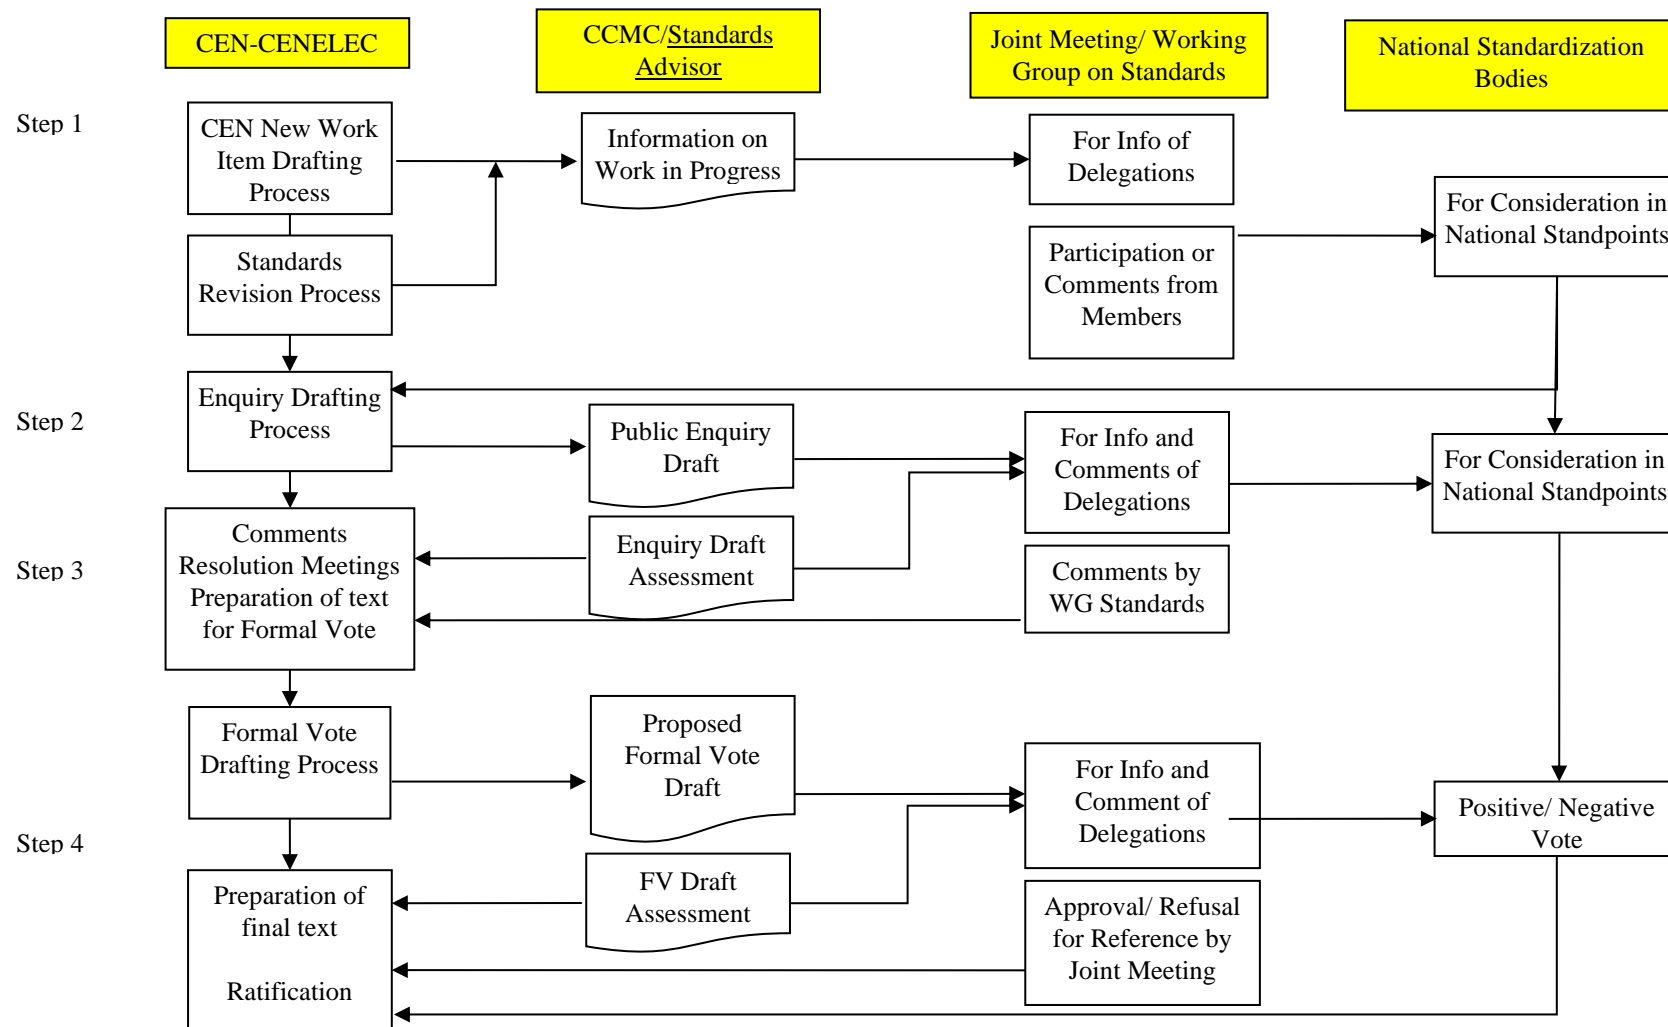 CEN-CENELEC
CCMC/Standards
Advisor
Joint Meeting/ Working
Group on Standards
National Standardization
Bodies
Step 1
CEN New Work
Item Drafting
Process
Information on
Work in Progress
For Info of
Delegations
For Consideration in
National Standpoints
Standards
Revision Process
Participation or
Comments from
Members
Step 2
Enquiry Drafting
Process
Public Enquiry
Draft
For Info and
Comments of
Delegations
For Consideration in
National Standpoints
Step 3
Comments
Resolution Meetings
Preparation of text
for Formal Vote
Enquiry Draft
Assessment
Comments by
WG Standards
Formal Vote
Drafting Process
Proposed
Formal Vote
Draft
For Info and
Comment of
Delegations
Positive/ Negative
Vote
Step 4
Preparation of
final text
Ratification
FV Draft
Assessment
Approval/ Refusal
for Reference by
Joint Meeting